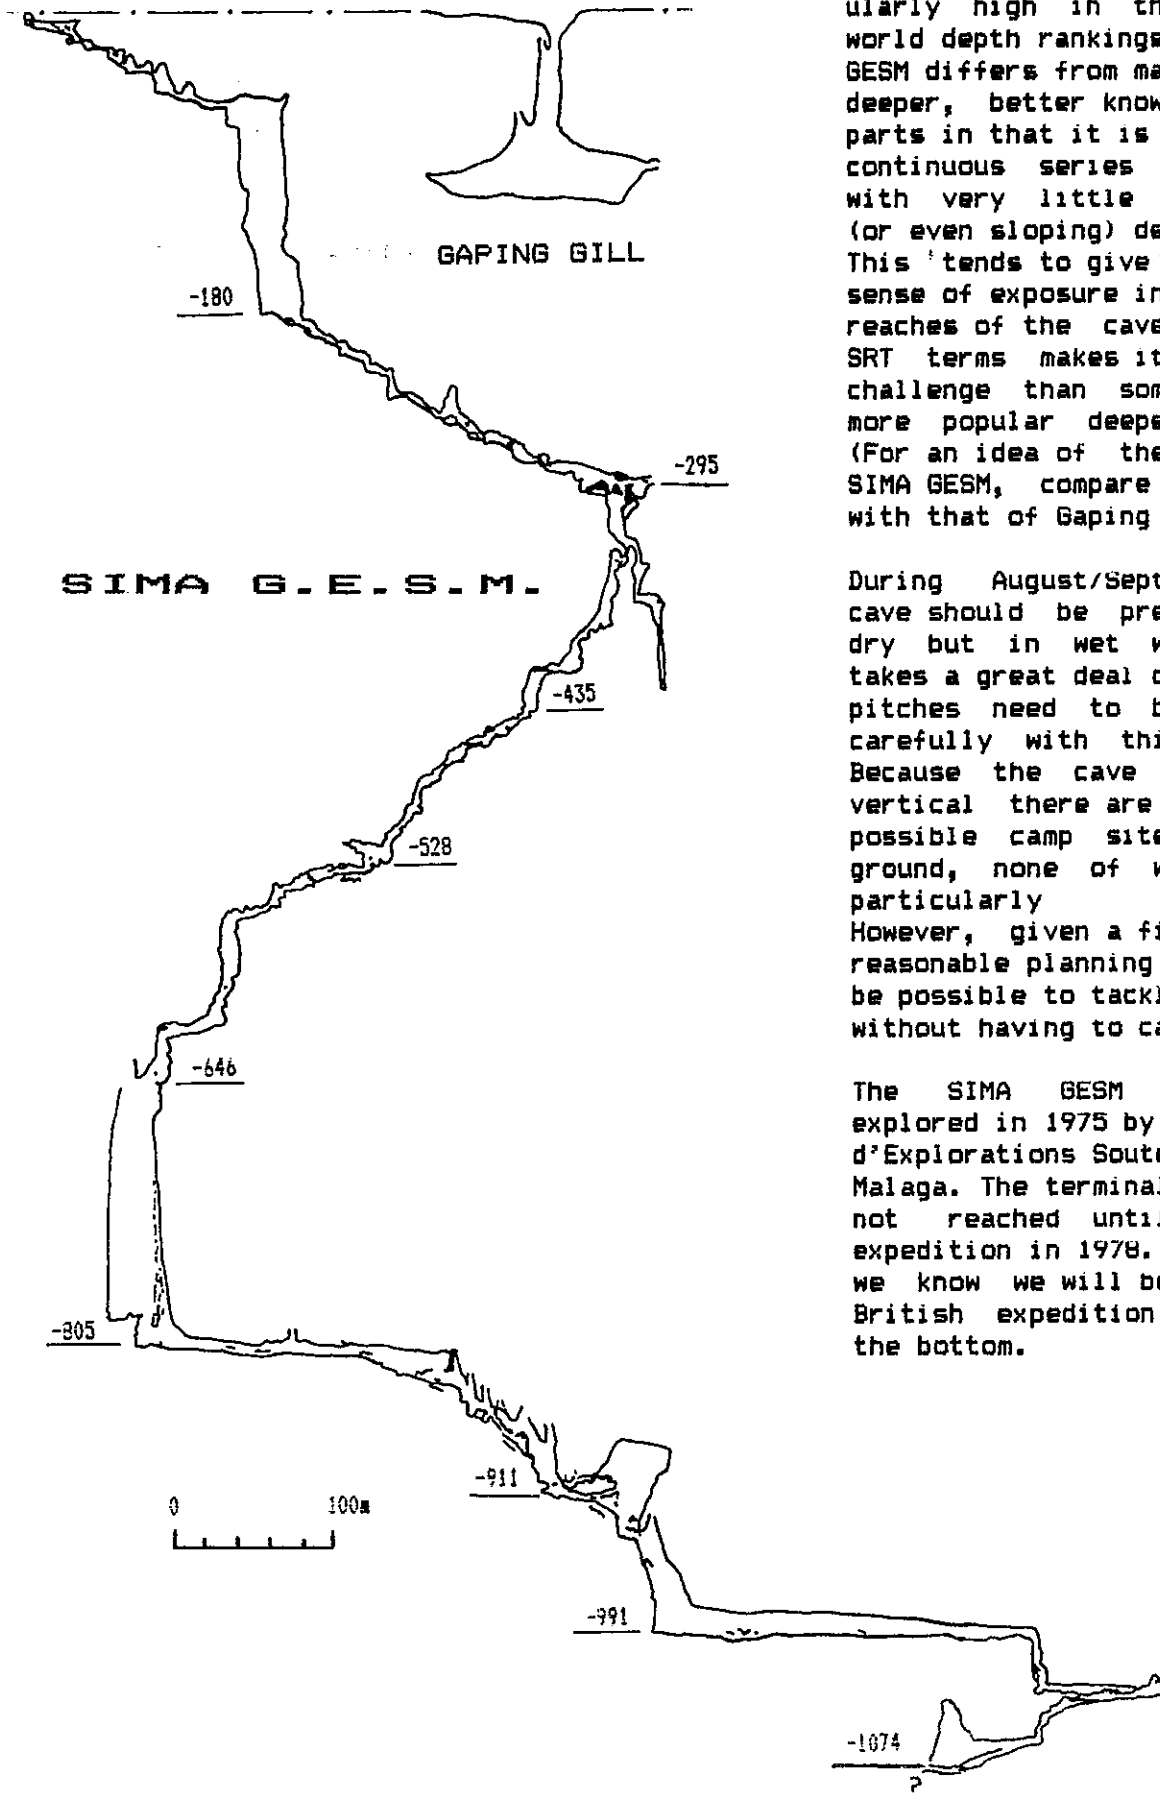 GAPING GILL
-180
-295
SIMA G.E.S.M.
-435
-528
-646
-805
-911
0 100m
-991
-1074
?
ularly high in th
world depth rankings
GESM differs from ma
deeper, better know
parts in that it is
continuous series
with very little
(or even sloping) de
This tends to give
sense of exposure in
reaches of the cave
SRT terms makes it
challenge than som
more popular deepe
(For an idea of the
SIMA GESM, compare
with that of Gaping
During August/Sept
cave should be pre
dry but in wet w
takes a great deal o
pitches need to b
carefully with thi
Because the cave
vertical there are
possible camp site
ground, none of w
particularly
However, given a fi
reasonable planning
be possible to tackl
without having to ca
The SIMA GESM
explored in 1975 by
d'Explorations Soute
Malaga. The terminal
not reached until
expedition in 1978.
we know we will be
British expedition
the bottom.